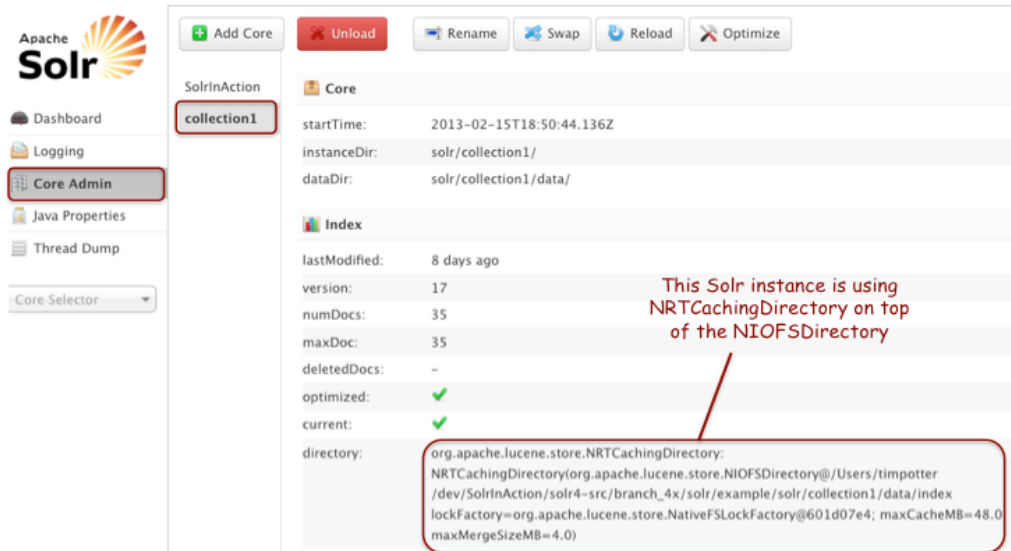 Apache
Solr
Dashboard
Logging
Core Admin
Java Properties
Thread Dump
Core Selector
Add Core
Unload
Rename
Swap
Reload
Optimize
SolrInAction
collection1
Core
startTime: 2013-02-15T18:50:44.136Z
instanceDir: solr/collection1/
dataDir: solr/collection1/data/
Index
lastModified: 8 days ago
version: 17
numDocs: 35
maxDoc: 35
deletedDocs: -
optimized:
current:
This Solr instance is using
NRTCachingDirectory on top
of the NIOFSDirectory
directory: org.apache.lucene.store.NRTCachingDirectory:
NRTCachingDirectory(org.apache.lucene.store.NIOFSDirectory@/Users/timpotter
/dev/SolrInAction/solr4-src/branch_4x/solr/example/solr/collection1/data/index
lockFactory=org.apache.lucene.store.NativeFSLockFactory@601d07e4; maxCacheMB=48.0
maxMergeSizeMB=4.0)